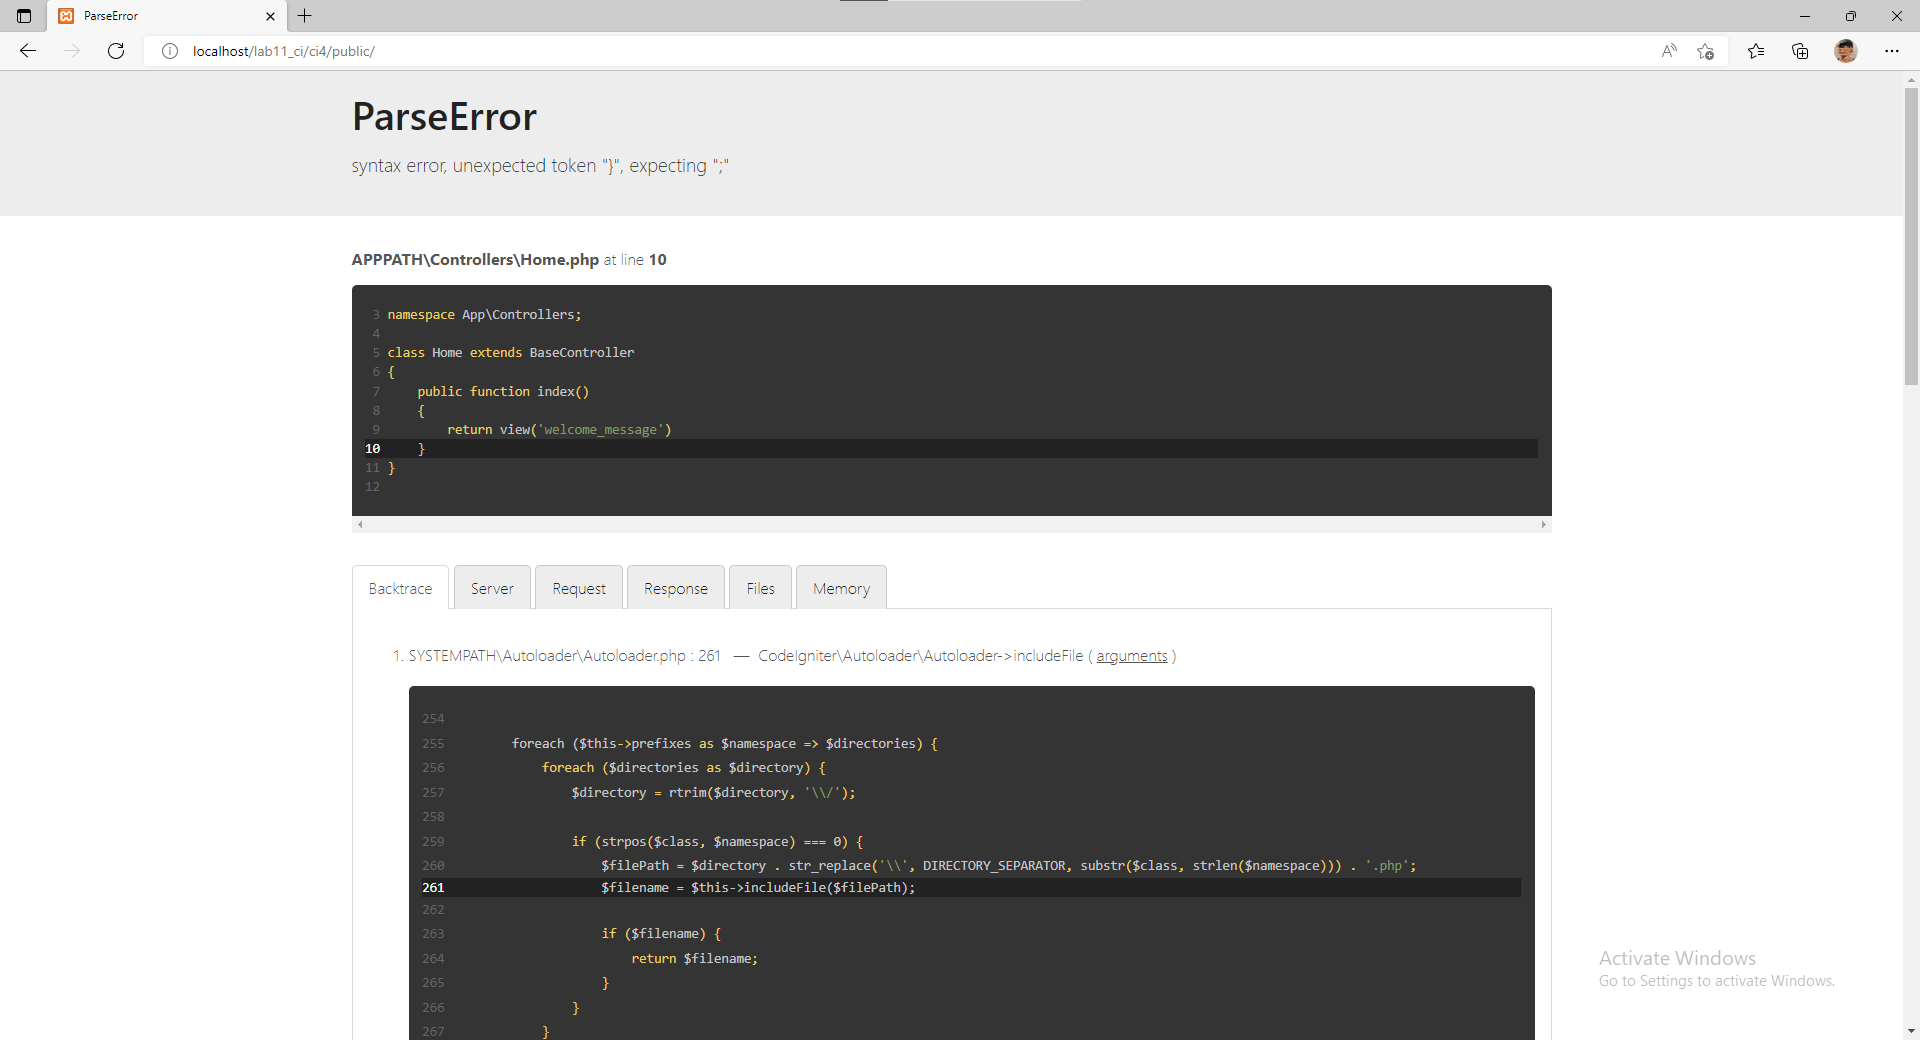 ParseError
localhost/lab11_ci/ci4/public/
ParseError
syntax error, unexpected token "}", expecting ";"
APPPATH\Controllers\Home.php at line 10
3 namespace App\Controllers;
4
5 class Home extends BaseController
6 {
7     public function index()
8     {
9         return view('welcome_message')
10     }
11 }
12
Backtrace Server Request Response Files Memory
1. SYSTEMPATH\Autoloader\Autoloader.php : 261 — CodeIgniter\Autoloader\Autoloader->includeFile ( arguments )
254
255         foreach ($this->prefixes as $namespace => $directories) {
256             foreach ($directories as $directory) {
257                 $directory = rtrim($directory, '\\/');
258
259                 if (strpos($class, $namespace) === 0) {
260                     $filePath = $directory . str_replace('\\', DIRECTORY_SEPARATOR, substr($class, strlen($namespace))) . '.php';
261                     $filename = $this->includeFile($filePath);
262
263                     if ($filename) {
264                         return $filename;
265                     }
266                 }
267             }
Activate Windows
Go to Settings to activate Windows.